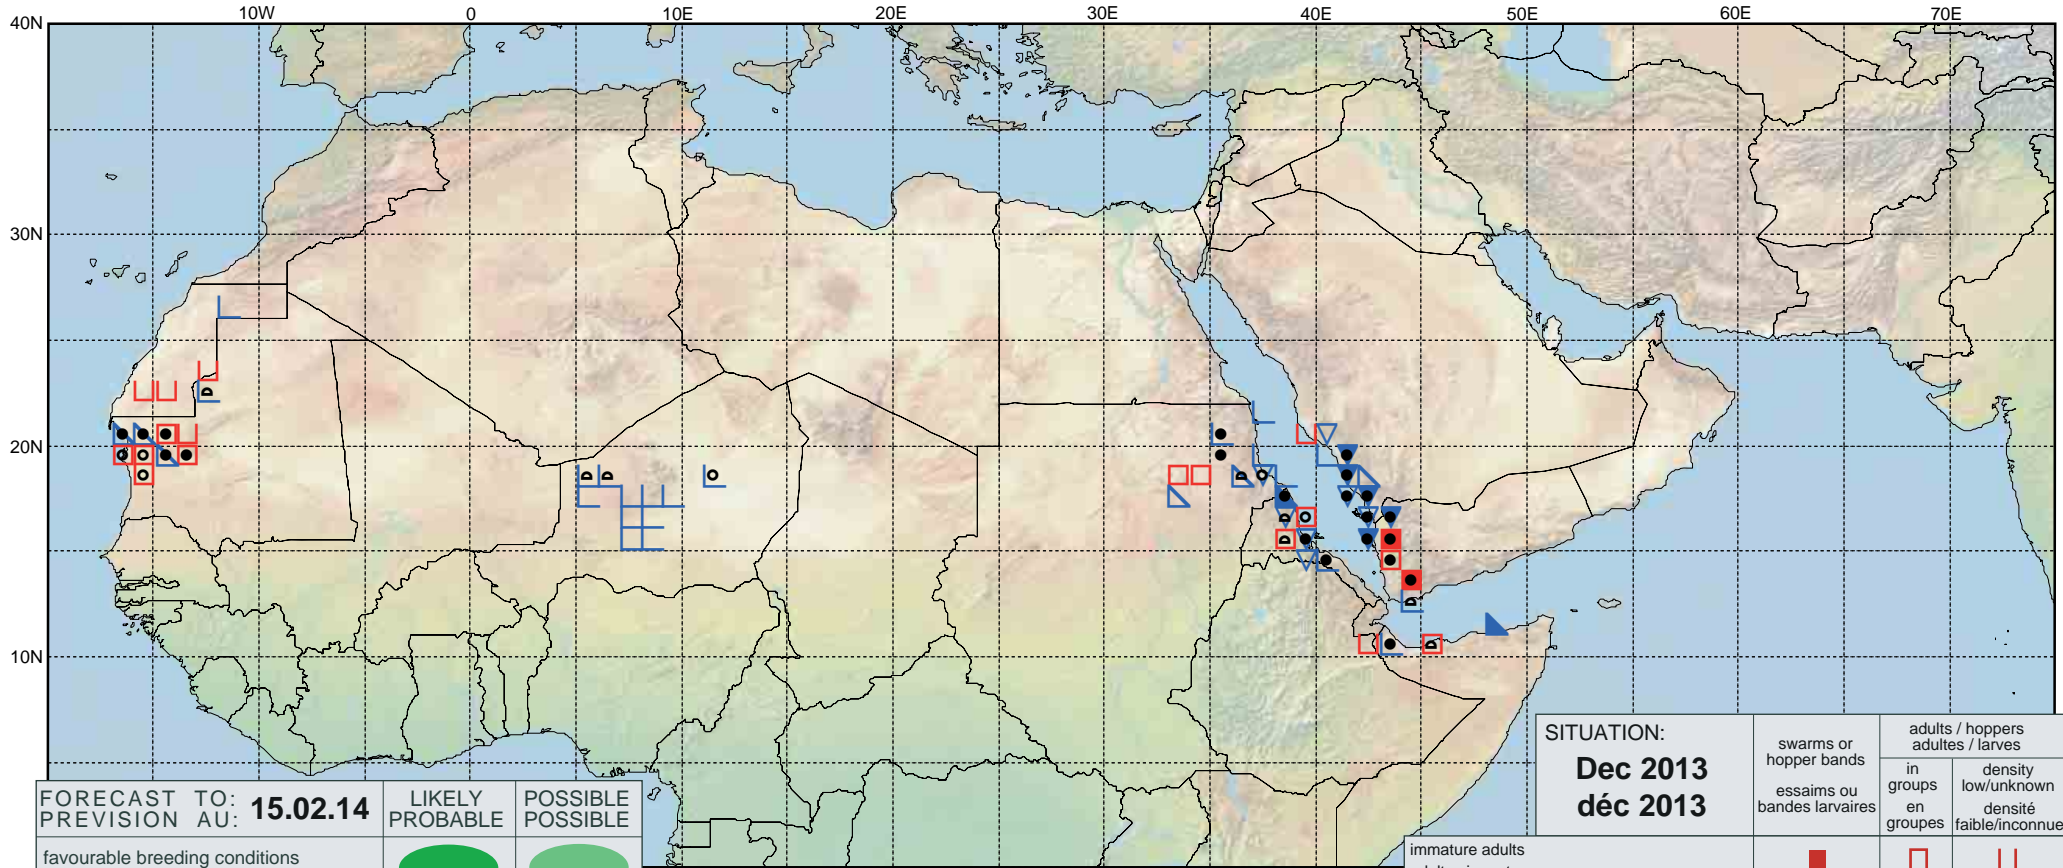 10W 0 10E 20E 30E 40E 50E 60E 70E
40N
30N
20N
10N
FORECAST TO:
PREVISION AU:
15.02.14
LIKELY
PROBABLE
POSSIBLE
POSSIBLE
favourable breeding conditions
SITUATION:
Dec 2013
déc 2013
swarms or
hopper bands
essaims ou
bandes larvaires
adults / hoppers
adultes / larves
in
groups
en
groupes
density
low/unknown
densité
faible/inconnue
immature adults